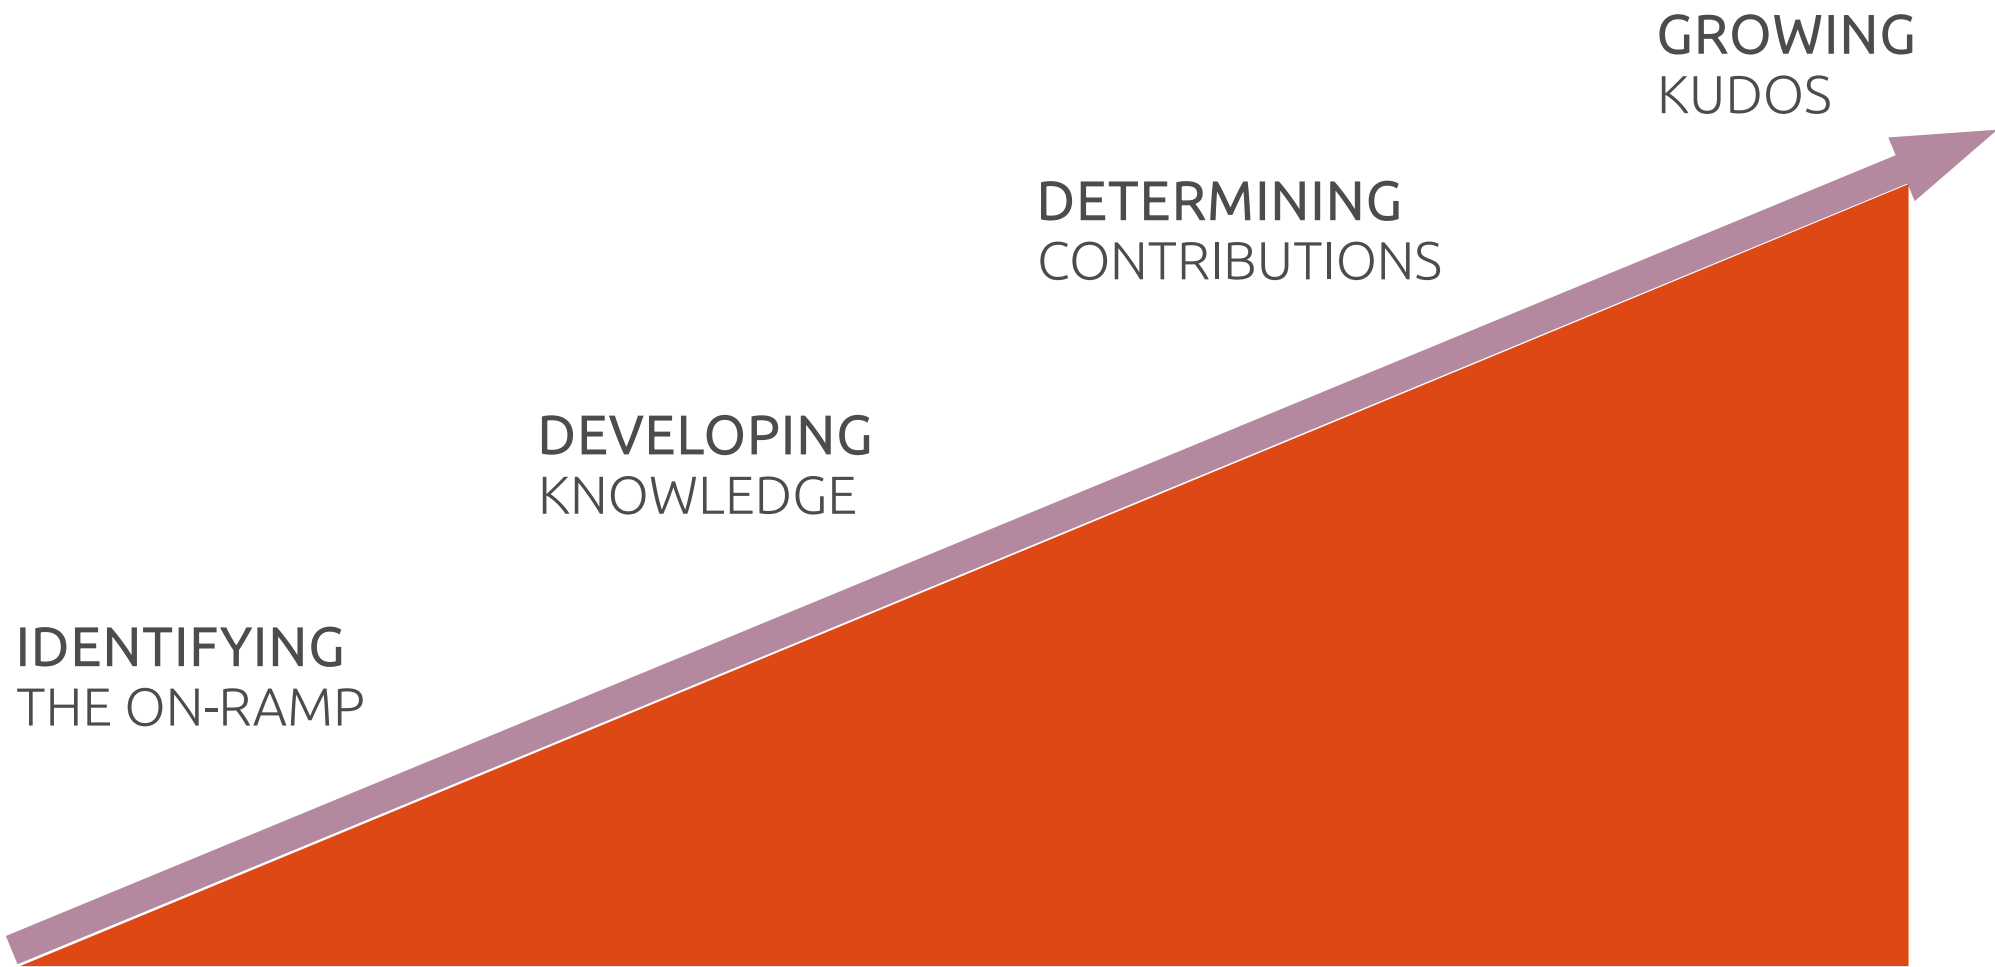 GROWING
KUDOS
DETERMINING
CONTRIBUTIONS
DEVELOPING
KNOWLEDGE
IDENTIFYING
THE ON-RAMP